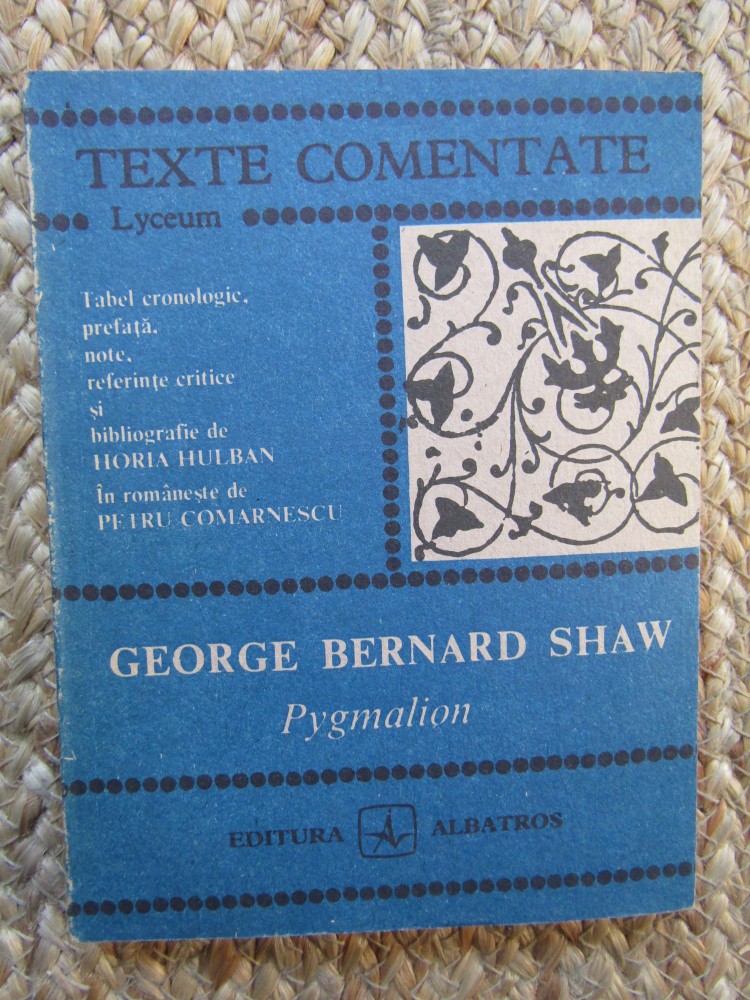 TEXTE COMENTATE
Lyceum
Tabel cronologic,
prefață,
note,
referințe critice
și
bibliografie de
HORIA HULBAN
În românește de
PETRU COMARNESCU
GEORGE BERNARD SHAW
Pygmalion
EDITURA ALBATROS